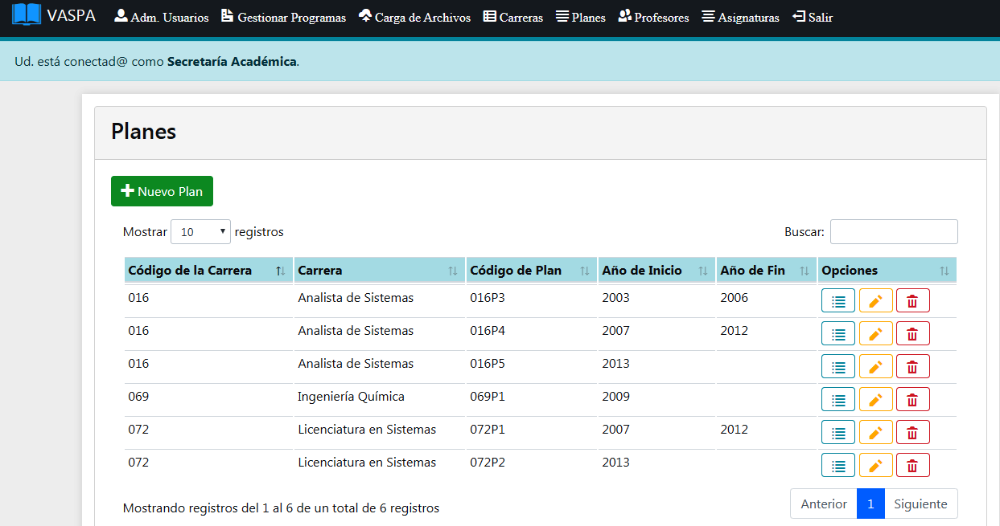 VASPA Adm. Usuarios Gestionar Programas Carga de Archivos Carreras Planes Profesores Asignaturas Salir
Ud. está conectad@ como Secretaría Académica.
Planes
Nuevo Plan
Mostrar 10 registros Buscar:
Código de la Carrera Carrera Código de Plan Año de Inicio Año de Fin Opciones
016 Analista de Sistemas 016P3 2003 2006
016 Analista de Sistemas 016P4 2007 2012
016 Analista de Sistemas 016P5 2013
069 Ingeniería Química 069P1 2009
072 Licenciatura en Sistemas 072P1 2007 2012
072 Licenciatura en Sistemas 072P2 2013
Mostrando registros del 1 al 6 de un total de 6 registros Anterior 1 Siguiente